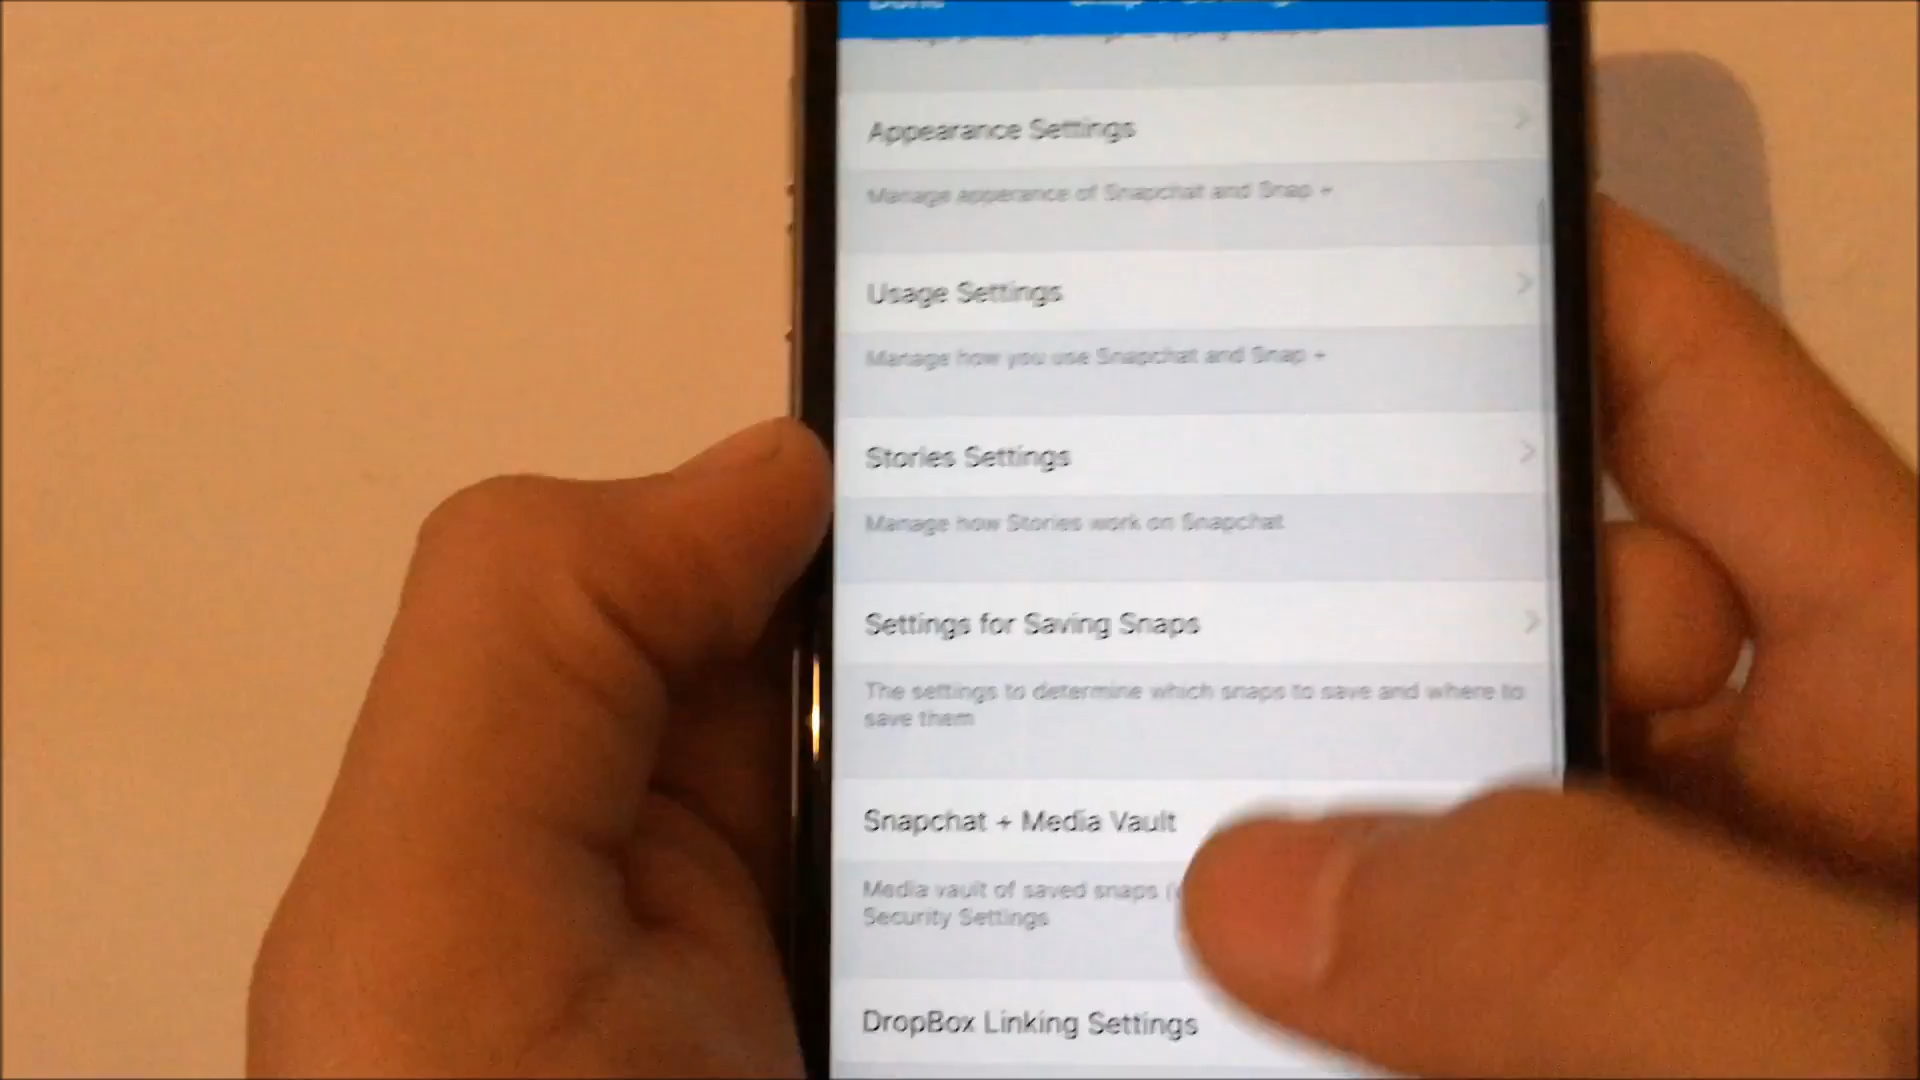 Appearance Settings
Manage apperance of Snapchat and Snap +
Usage Settings
Manage how you use Snapchat and Snap +
Stories Settings
Manage how Stories work on Snapchat
Settings for Saving Snaps
The settings to determine which snaps to save and where to
save them
Snapchat + Media Vault
Media vault of saved snaps
Security Settings
DropBox Linking Settings